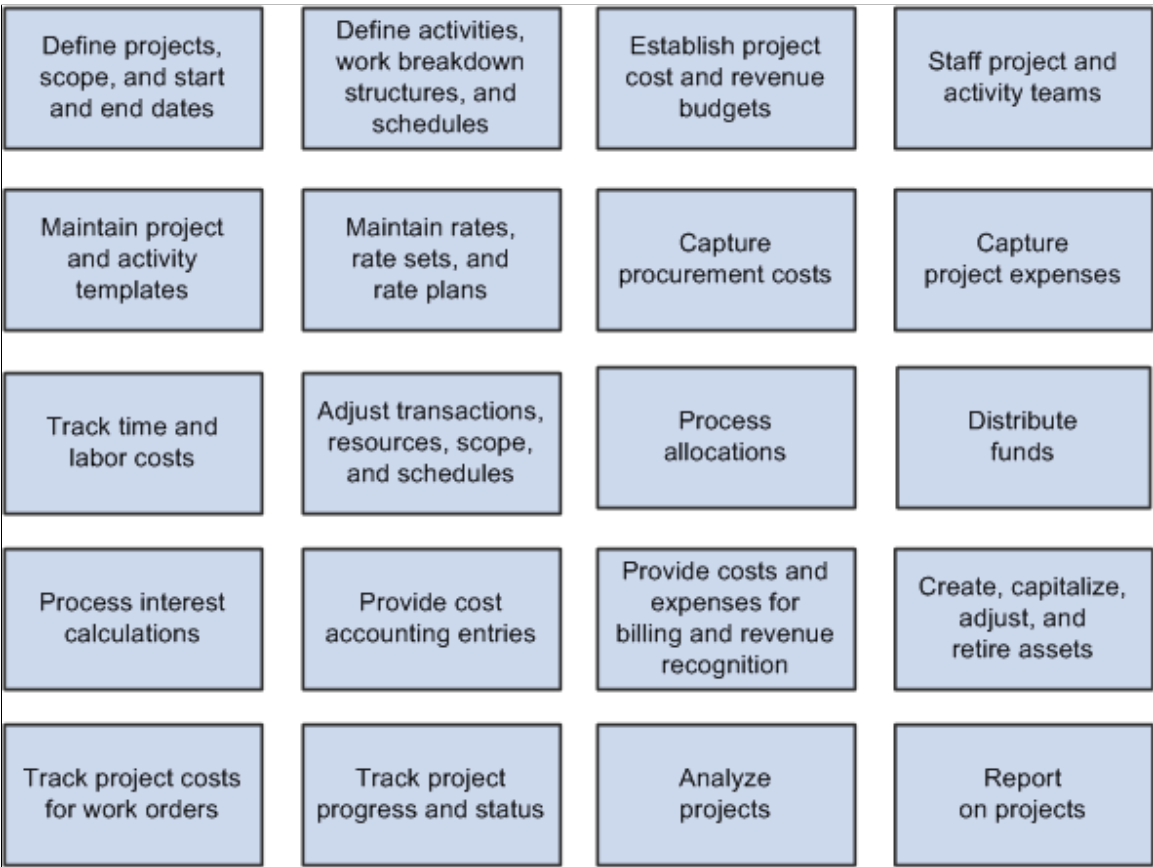 Define projects,
scope, and start
and end dates
Define activities,
work breakdown
structures, and
schedules
Establish project
cost and revenue
budgets
Staff project and
activity teams
Maintain project
and activity
templates
Maintain rates,
rate sets, and
rate plans
Capture
procurement costs
Capture
project expenses
Track time and
labor costs
Adjust transactions,
resources, scope,
and schedules
Process
allocations
Distribute
funds
Process interest
calculations
Provide cost
accounting entries
Provide costs and
expenses for
billing and revenue
recognition
Create, capitalize,
adjust, and
retire assets
Track project costs
for work orders
Track project
progress and status
Analyze
projects
Report
on projects